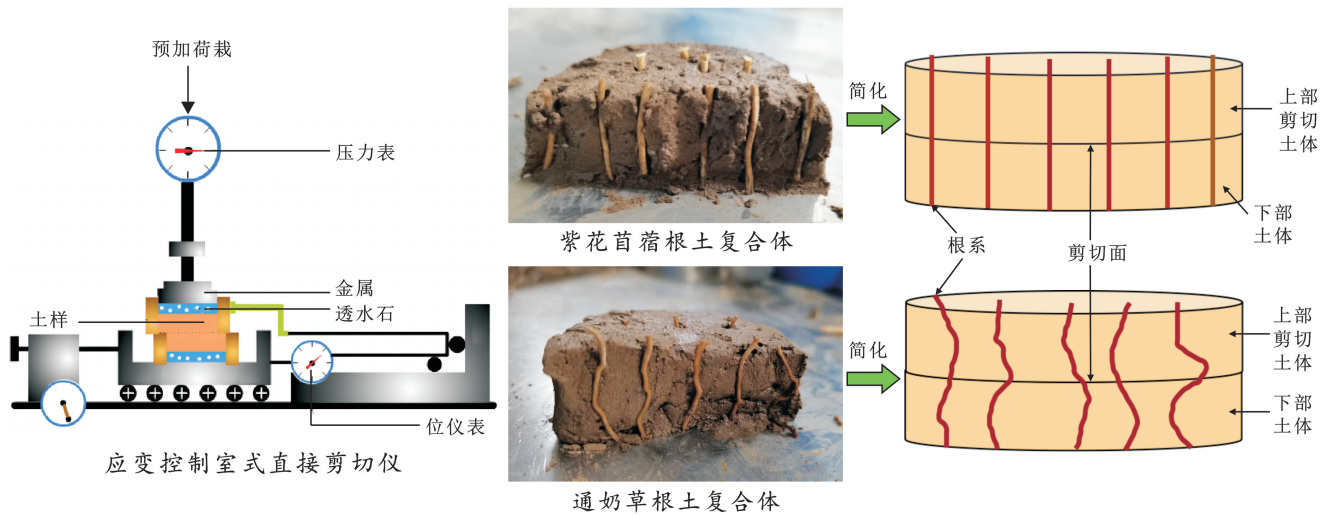 预加荷栽
压力表
金属
透水石
土样
位仪表
应变控制室式直接剪切仪
紫花苜蓿根土复合体
通奶草根土复合体
简化
上部
剪切
土体
下部
土体
根系
剪切面
简化
上部
剪切
土体
下部
土体